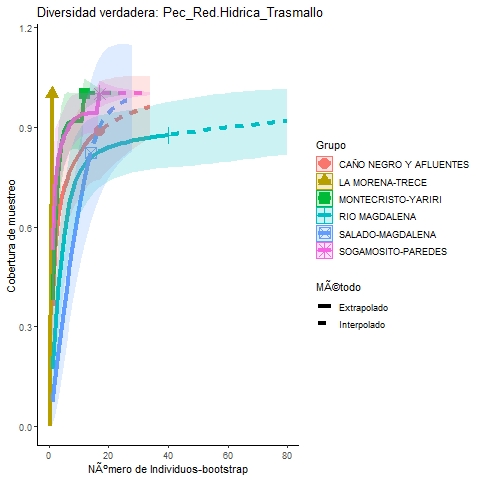 Diversidad verdadera: Pec_Red.Hidrica_Trasmallo
1.2
0.9
0.6
0.3
0.0
Cobertura de muestreo
0
20
40
60
80
NÃºmero de Individuos-bootstrap
Grupo
CAÑO NEGRO Y AFLUENTES
LA MORENA-TRECE
MONTECRISTO-YARIRI
RIO MAGDALENA
SALADO-MAGDALENA
SOGAMOSITO-PAREDES
MÃ©todo
Extrapolado
Interpolado